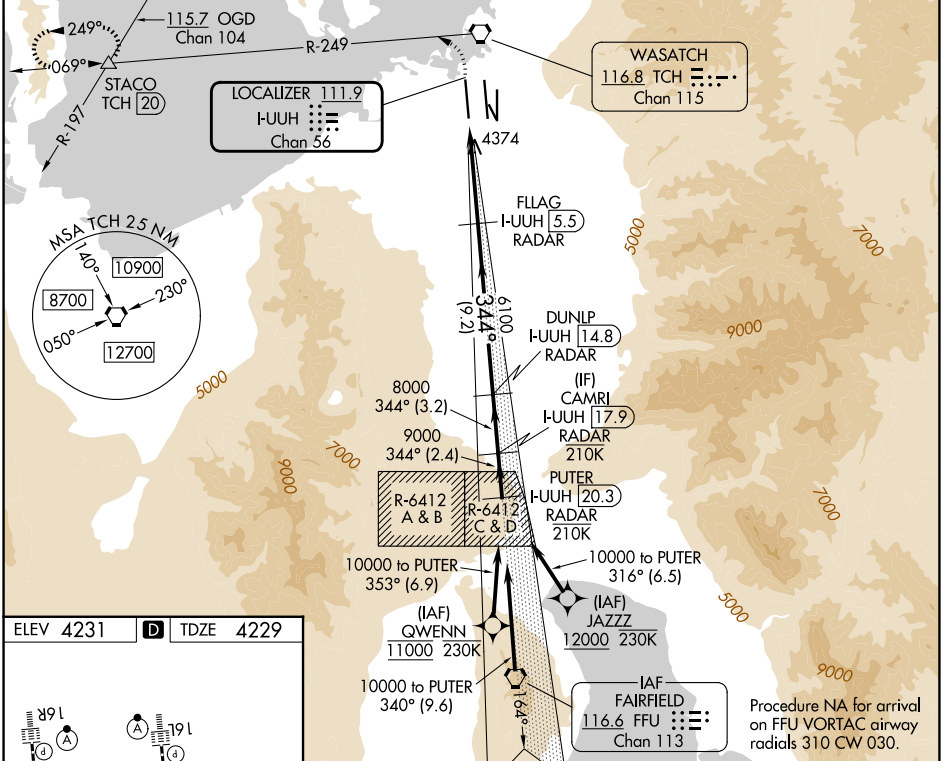 115.7 OGD
Chan 104
249°
R-249
069°
STACO
TCH 20
R-197
LOCALIZER 111.9
I-UUH
Chan 56
WASATCH
116.8 TCH
Chan 115
4374
FLLAG
I-UUH 5.5
RADAR
5000
7000
MSA TCH 25 NM
140°
10900
8700
230°
050°
12700
6100
344°
(9.2)
DUNLP
I-UUH 14.8
RADAR
9000
5000
8000
344° (3.2)
(IF)
CAMRI
I-UUH 17.9
RADAR
210K
9000
344° (2.4)
7000
9000
PUTER
I-UUH 20.3
RADAR
210K
R-6412
A & B
R-6412
C & D
7000
10000 to PUTER
353° (6.9)
10000 to PUTER
316° (6.5)
(IAF)
QWENN
11000 230K
(IAF)
JAZZZ
12000 230K
5000
ELEV 4231
D
TDZE 4229
10000 to PUTER
340° (9.6)
164°
9000
IAF
FAIRFIELD
116.6 FFU
Chan 113
Procedure NA for arrival
on FFU VORTAC airway
radials 310 CW 030.
16R
A
P
A
16L
P